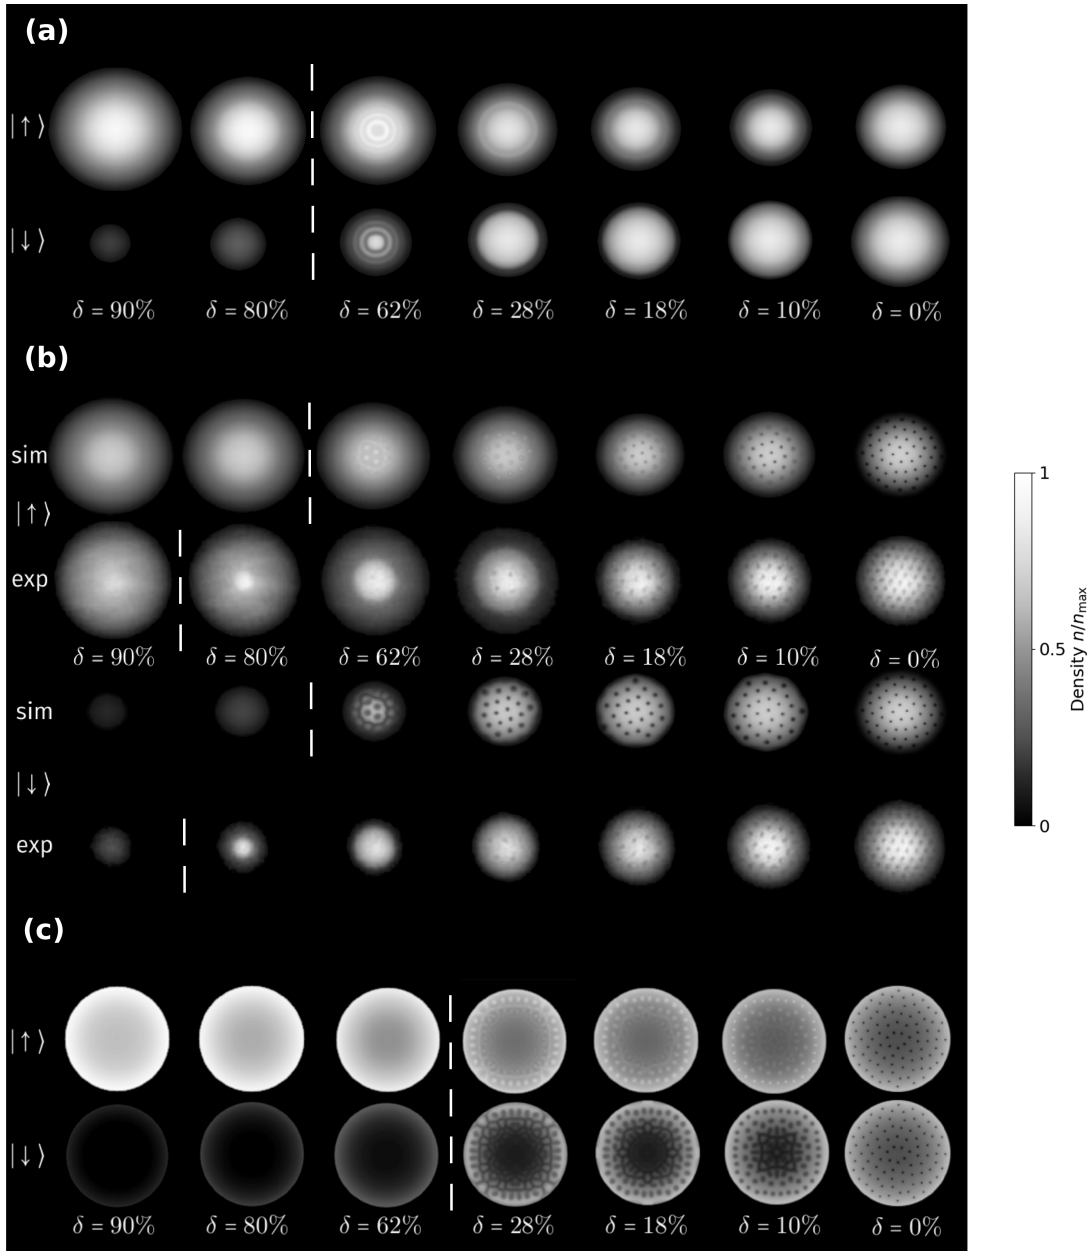 (a)
|↑⟩
|↓⟩
δ = 90% δ = 80% δ = 62% δ = 28% δ = 18% δ = 10% δ = 0%
(b)
sim
|↑⟩
exp
δ = 90% δ = 80% δ = 62% δ = 28% δ = 18% δ = 10% δ = 0%
sim
|↓⟩
exp
1
0.5
0
Density n/n_max
(c)
|↑⟩
|↓⟩
δ = 90% δ = 80% δ = 62% δ = 28% δ = 18% δ = 10% δ = 0%